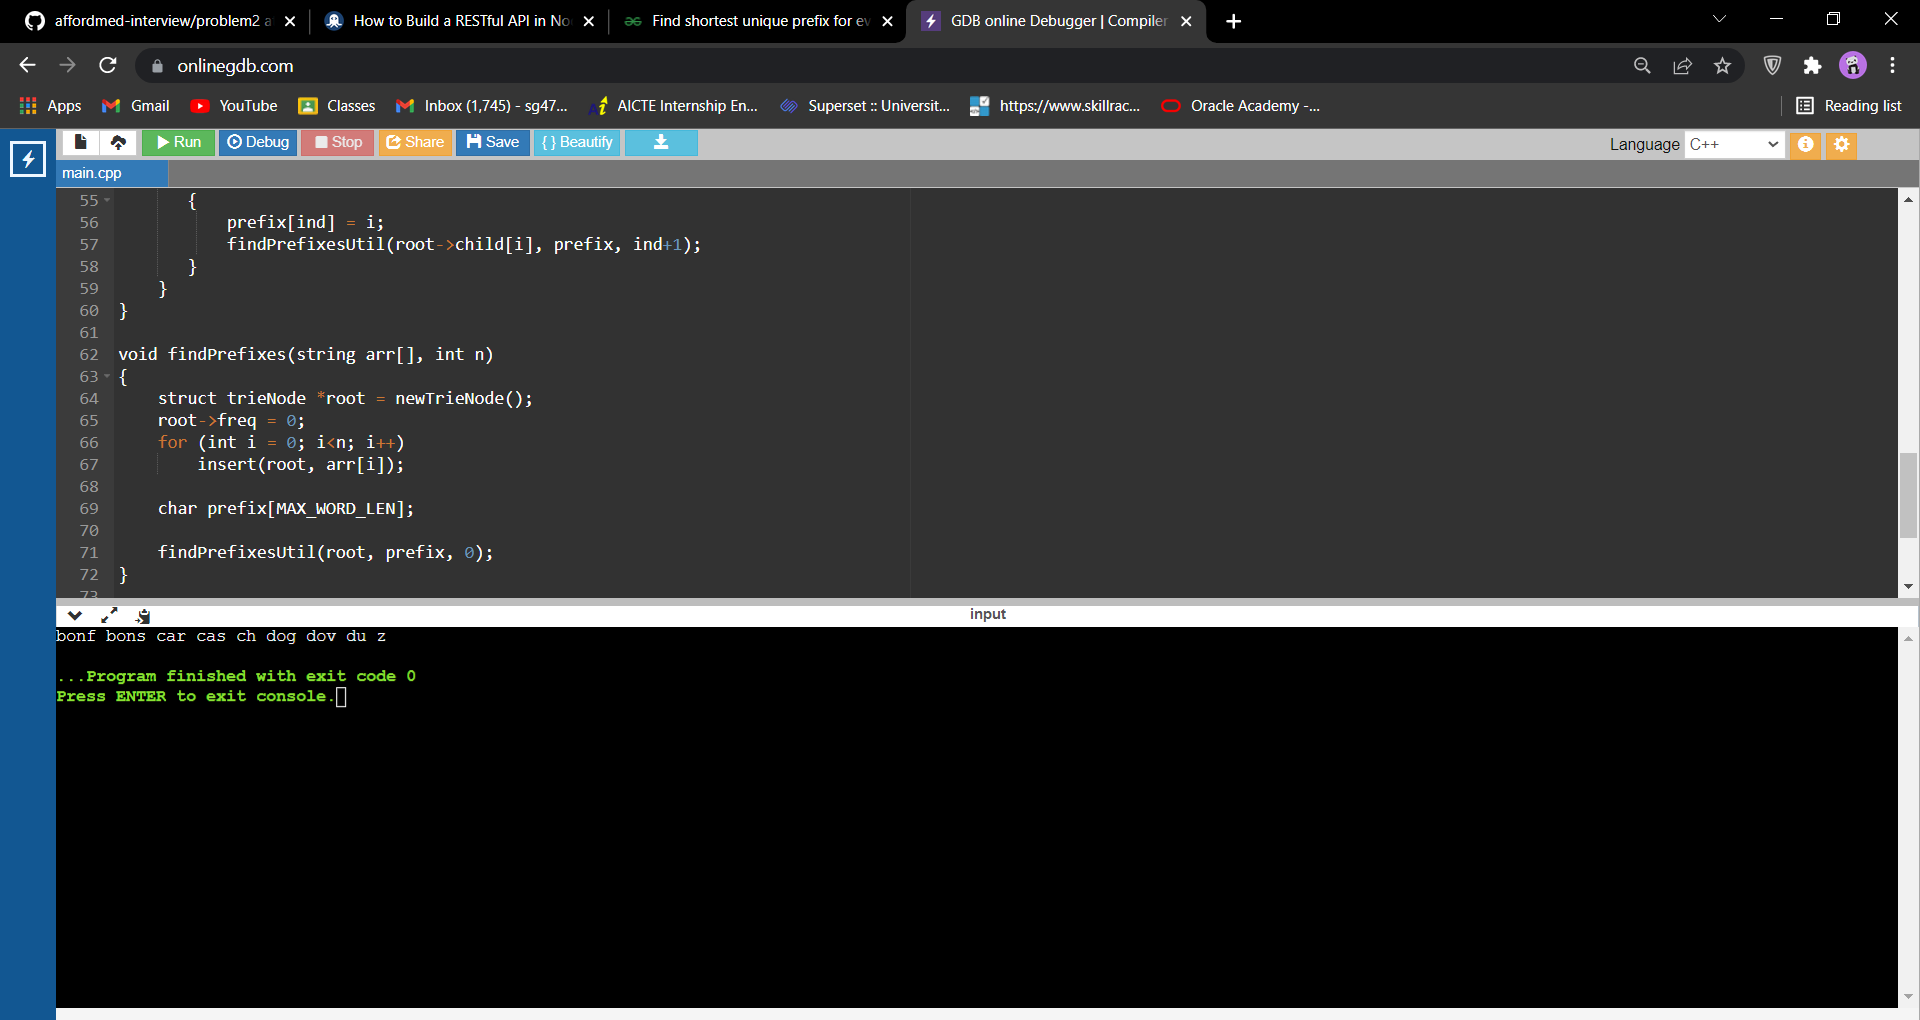 affordmed-interview/problem2 a
How to Build a RESTful API in No
Find shortest unique prefix for ev
GDB online Debugger | Compiler
onlinegdb.com
Apps Gmail YouTube Classes Inbox (1,745) - sg47... AICTE Internship En... Superset :: Universit... https://www.skillrac... Oracle Academy -... Reading list
Run Debug Stop Share Save { } Beautify Language C++
main.cpp
55 {
56 prefix[ind] = i;
57 findPrefixesUtil(root->child[i], prefix, ind+1);
58 }
59 }
60 }
61
62 void findPrefixes(string arr[], int n)
63 {
64 struct trieNode *root = newTrieNode();
65 root->freq = 0;
66 for (int i = 0; i<n; i++)
67 insert(root, arr[i]);
68
69 char prefix[MAX_WORD_LEN];
70
71 findPrefixesUtil(root, prefix, 0);
72 }
73
input
bonf bons car cas ch dog dov du z
...Program finished with exit code 0
Press ENTER to exit console.